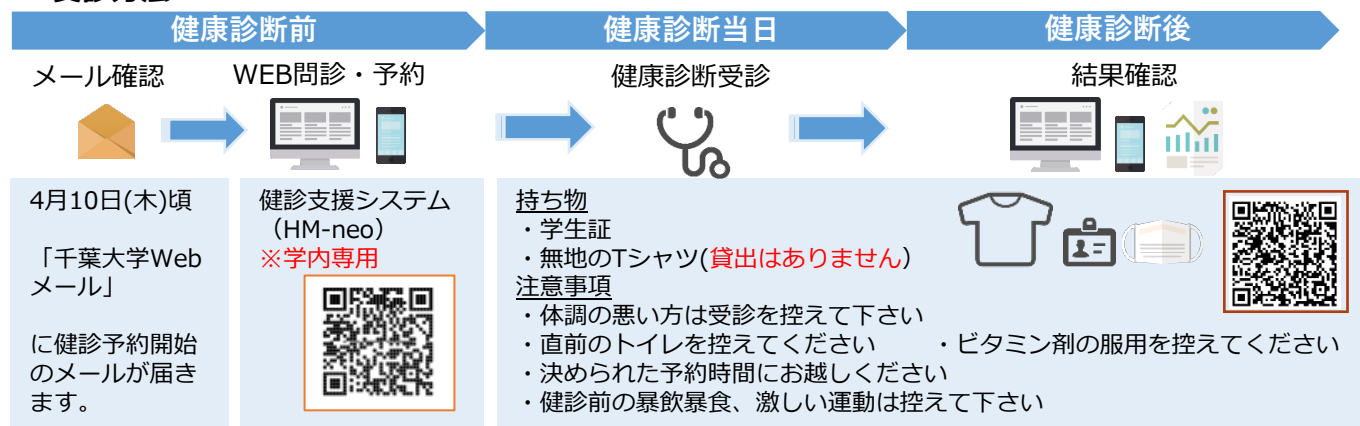 健康診断前
健康診断当日
健康診断後
メール確認
WEB問診・予約
健康診断受診
結果確認
4月10日(木)頃
「千葉大学Web
メール」
に健診予約開始
のメールが届き
ます。
健診支援システム
（HM-neo）
※学内専用
持ち物
・学生証
・無地のTシャツ(貸出はありません）
注意事項
・体調の悪い方は受診を控えて下さい
・直前のトイレを控えてください
・ビタミン剤の服用を控えてください
・決められた予約時間にお越しください
・健診前の暴飲暴食、激しい運動は控えて下さい